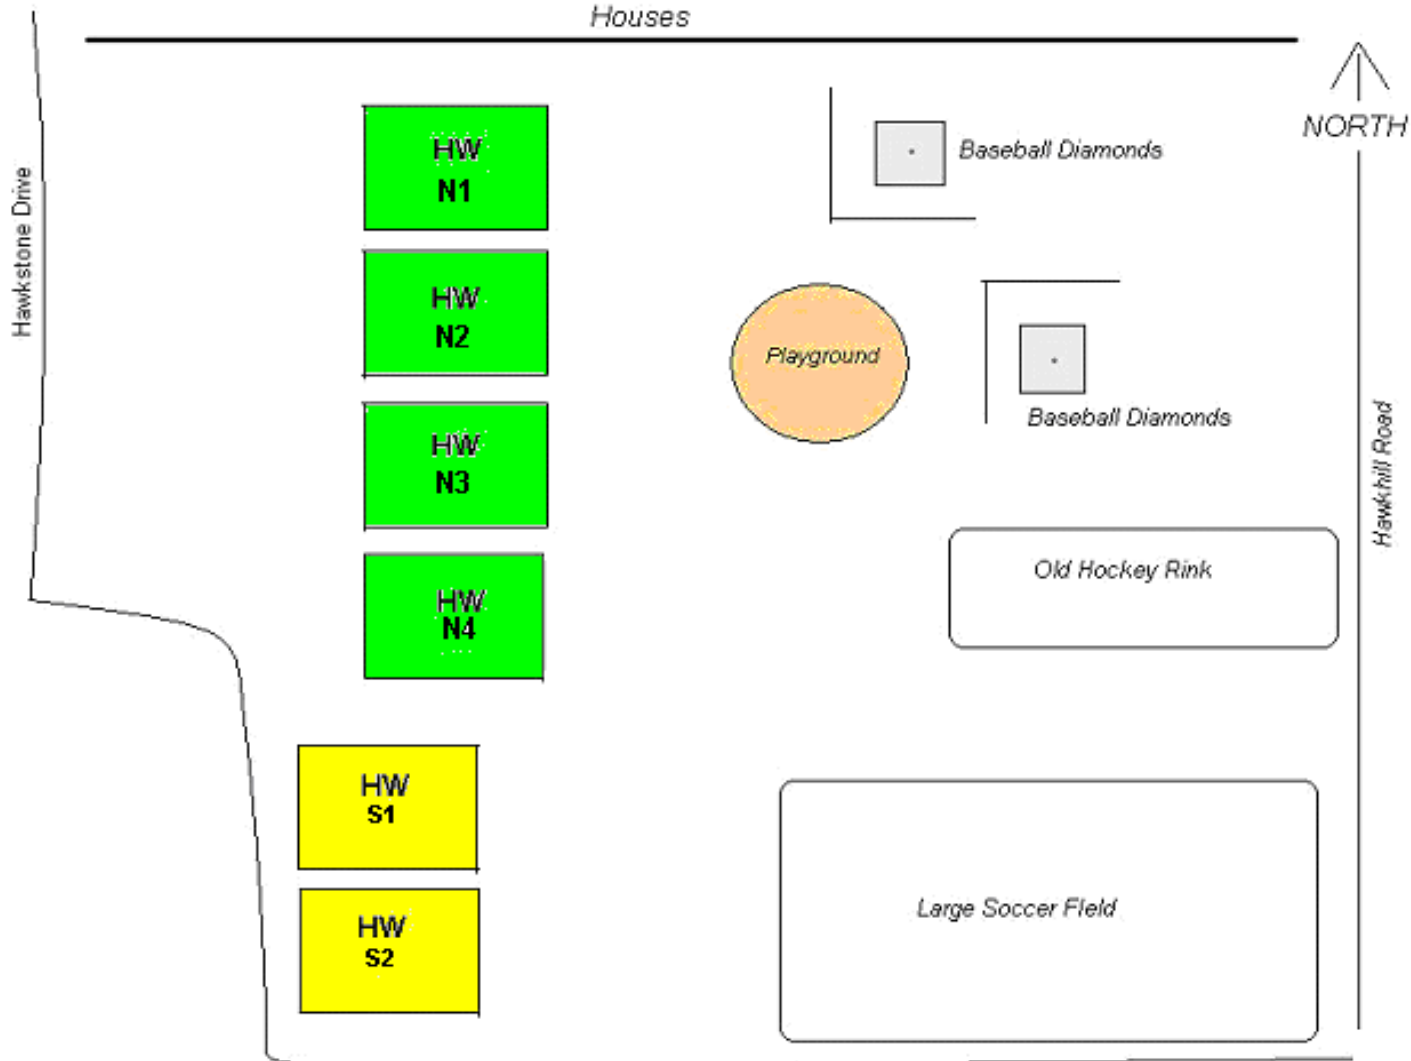 Houses
NORTH
Hawkstone Drive
HW
N1
Baseball Diamonds
HW
N2
Playground
Baseball Diamonds
HW
N3
Hawkhill Road
HW
N4
Old Hockey Rink
HW
S1
HW
S2
Large Soccer FIeld